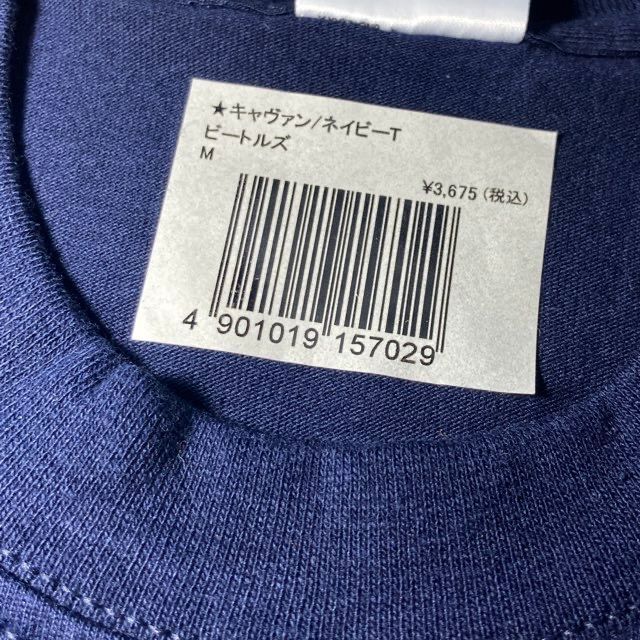 ★キャヴァン/ネイビーT
ビートルズ
M
¥3,675(税込)
4 901019 157029